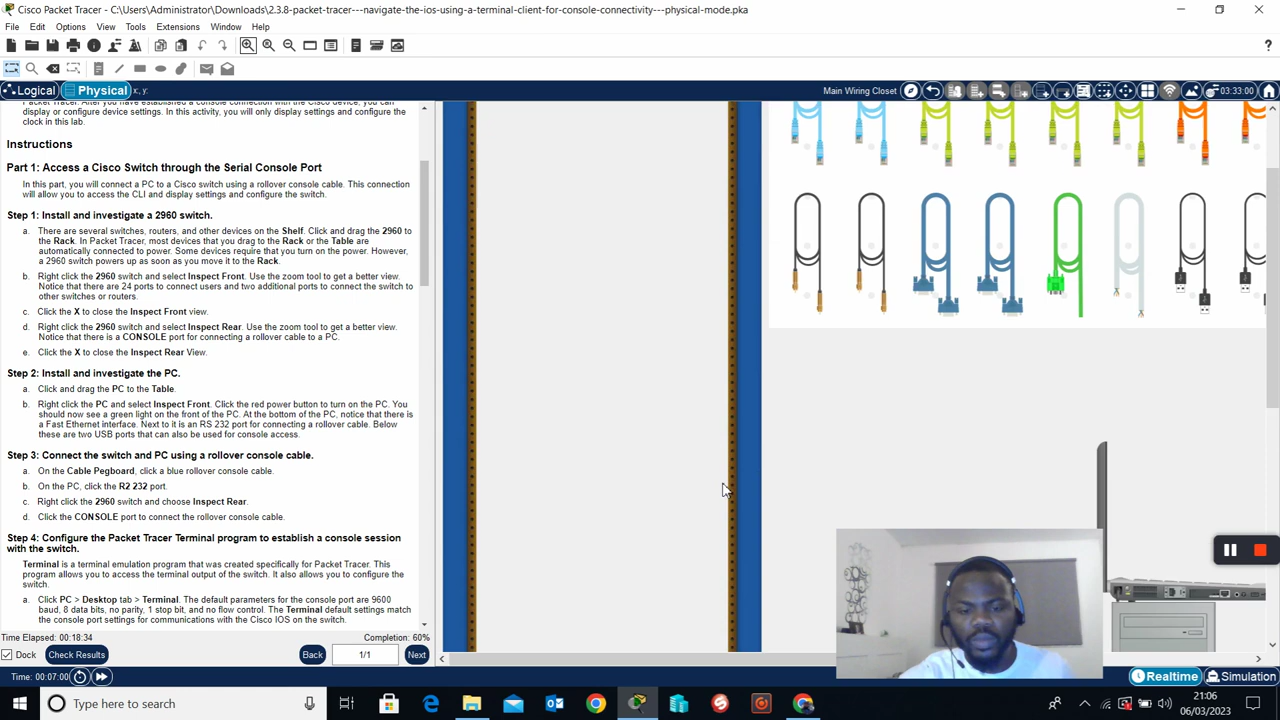 Cisco Packet Tracer - C:\Users\Administrator\Downloads\2.3.8-packet-tracer---navigate-the-ios-using-a-terminal-client-for-console-connectivity---physical-mode.pka
File Edit Options View Tools Extensions Window Help
Logical Physical x, y: Main Wiring Closet 03:33:00
Packet Tracer. After you have established a console connection with the Cisco device, you can
display or configure device settings. In this activity, you will only display settings and configure the
clock in this lab.
Instructions
Part 1: Access a Cisco Switch through the Serial Console Port
In this part, you will connect a PC to a Cisco switch using a rollover console cable. This connection
will allow you to access the CLI and display settings and configure the switch.
Step 1: Install and investigate a 2960 switch.
a. There are several switches, routers, and other devices on the Shelf. Click and drag the 2960 to
the Rack. In Packet Tracer, most devices that you drag to the Rack or the Table are
automatically connected to power. Some devices require that you turn on the power. However,
a 2960 switch powers up as soon as you move it to the Rack.
b. Right click the 2960 switch and select Inspect Front. Use the zoom tool to get a better view.
Notice that there are 24 ports to connect users and two additional ports to connect the switch to
other switches or routers.
c. Click the X to close the Inspect Front view.
d. Right click the 2960 switch and select Inspect Rear. Use the zoom tool to get a better view.
Notice that there is a CONSOLE port for connecting a rollover cable to a PC.
e. Click the X to close the Inspect Rear View.
Step 2: Install and investigate the PC.
a. Click and drag the PC to the Table.
b. Right click the PC and select Inspect Front. Click the red power button to turn on the PC. You
should now see a green light on the front of the PC. At the bottom of the PC, notice that there is
a Fast Ethernet interface. Next to it is an RS 232 port for connecting a rollover cable. Below
these are two USB ports that can also be used for console access.
Step 3: Connect the switch and PC using a rollover console cable.
a. On the Cable Pegboard, click a blue rollover console cable.
b. On the PC, click the R2 232 port.
c. Right click the 2960 switch and choose Inspect Rear.
d. Click the CONSOLE port to connect the rollover console cable.
Step 4: Configure the Packet Tracer Terminal program to establish a console session
with the switch.
Terminal is a terminal emulation program that was created specifically for Packet Tracer. This
program allows you to access the terminal output of the switch. It also allows you to configure the
switch.
a. Click PC > Desktop tab > Terminal. The default parameters for the console port are 9600
baud, 8 data bits, no parity, 1 stop bit, and no flow control. The Terminal default settings match
the console port settings for communications with the Cisco IOS on the switch.
Time Elapsed: 00:18:34 Completion: 60%
Dock Check Results Back 1/1 Next
Time: 00:07:00 Realtime Simulation
Type here to search
21:06
06/03/2023